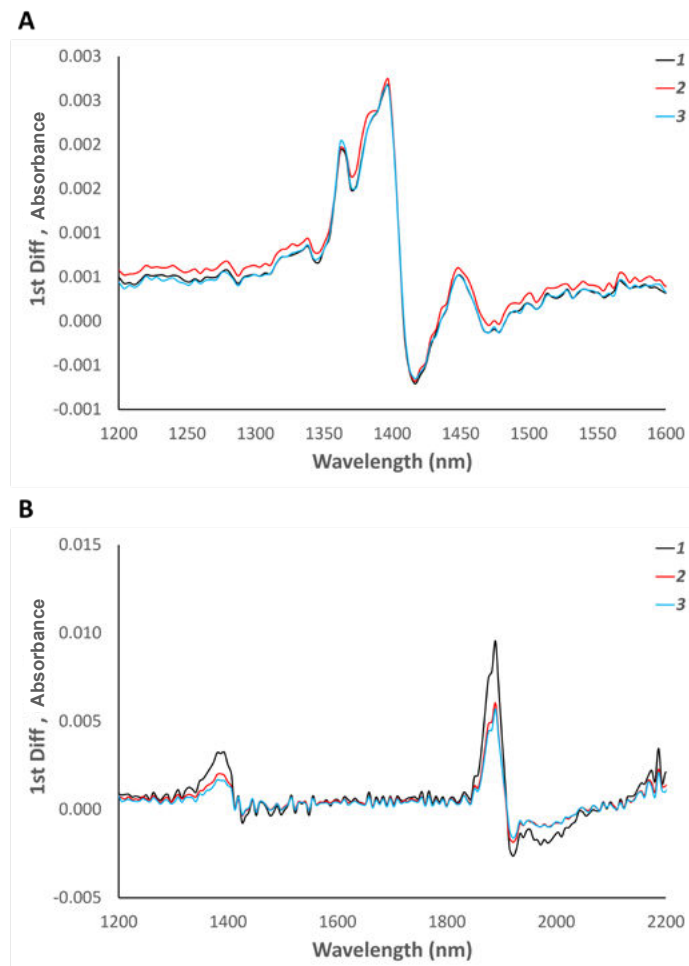 A
0.003
0.003
0.002
0.002
0.001
0.001
0.000
-0.001
-0.001
1st Diff , Absorbance
1
2
3
1200 1250 1300 1350 1400 1450 1500 1550 1600
Wavelength (nm)
B
0.015
0.010
0.005
0.000
-0.005
1st Diff , Absorbance
1
2
3
1200 1400 1600 1800 2000 2200
Wavelength (nm)